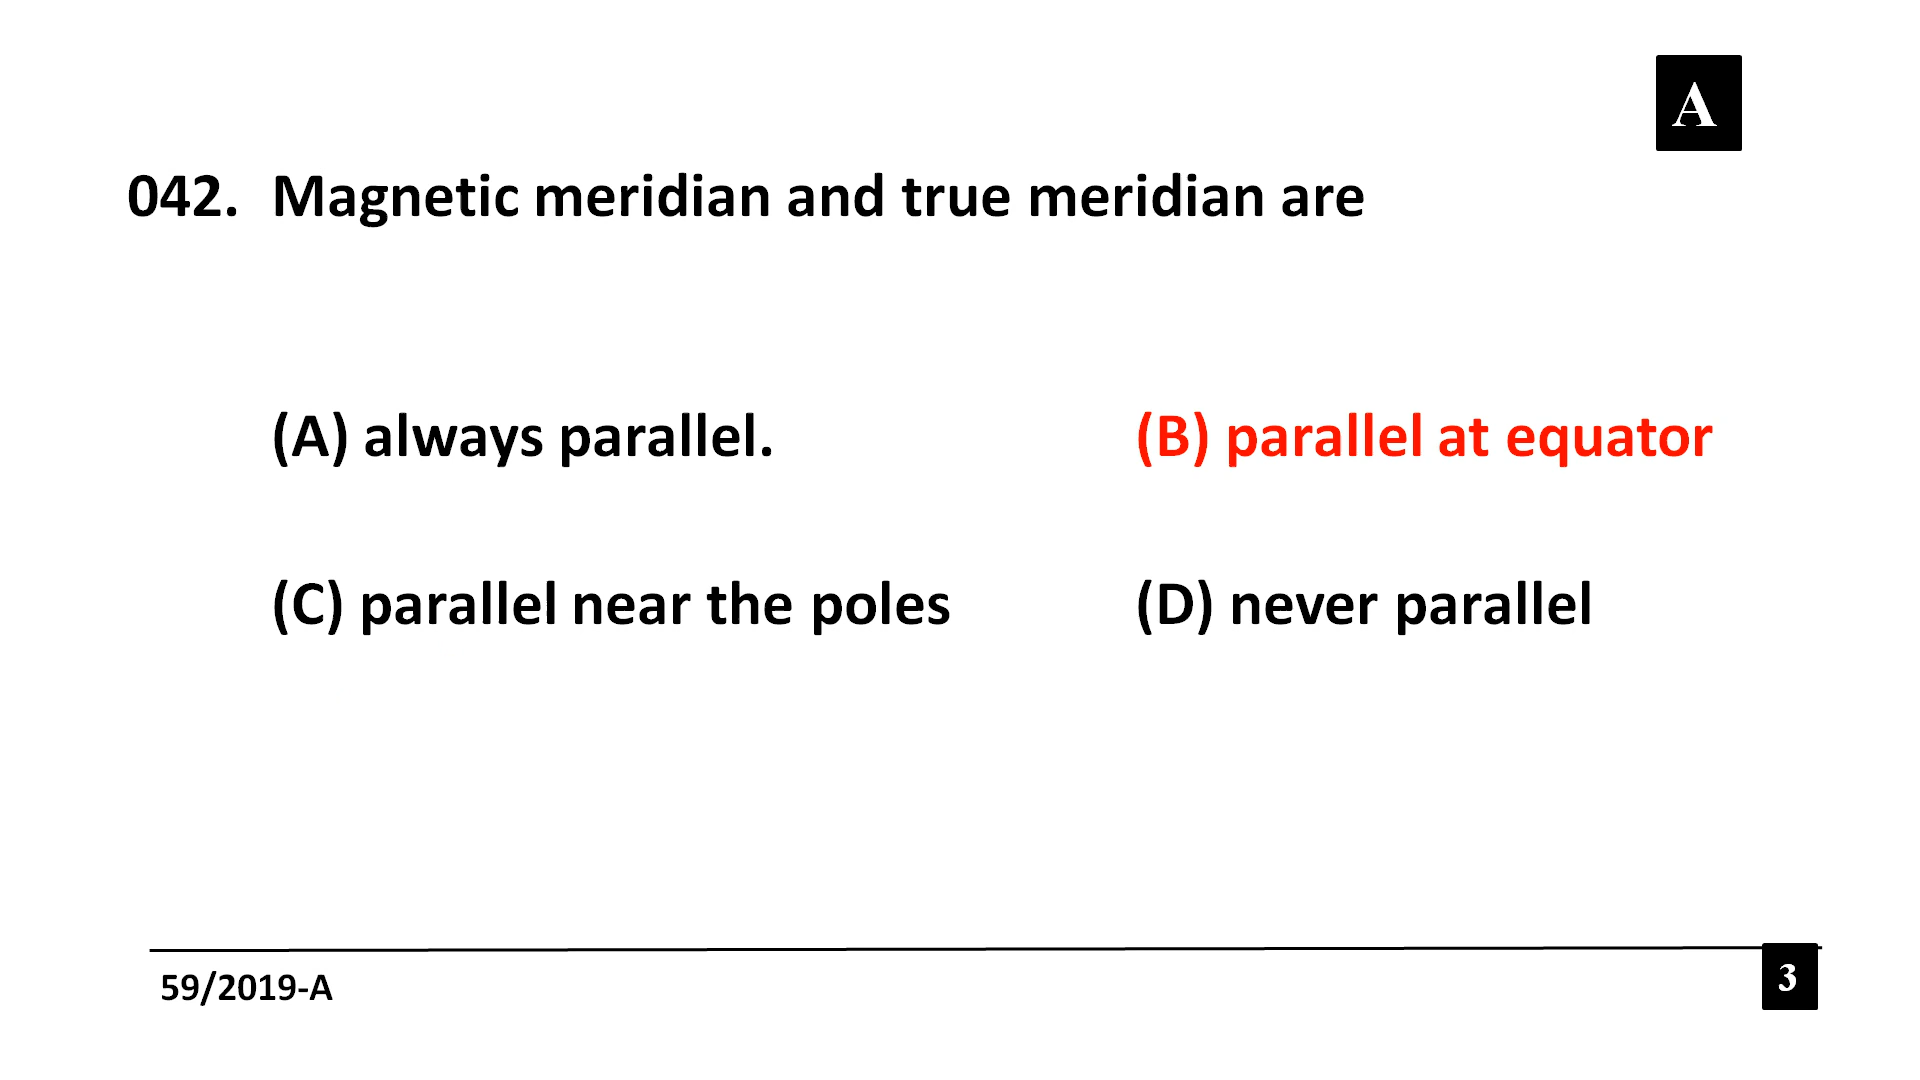 A
042. Magnetic meridian and true meridian are
(A) always parallel. (B) parallel at equator
(C) parallel near the poles (D) never parallel
59/2019-A 3